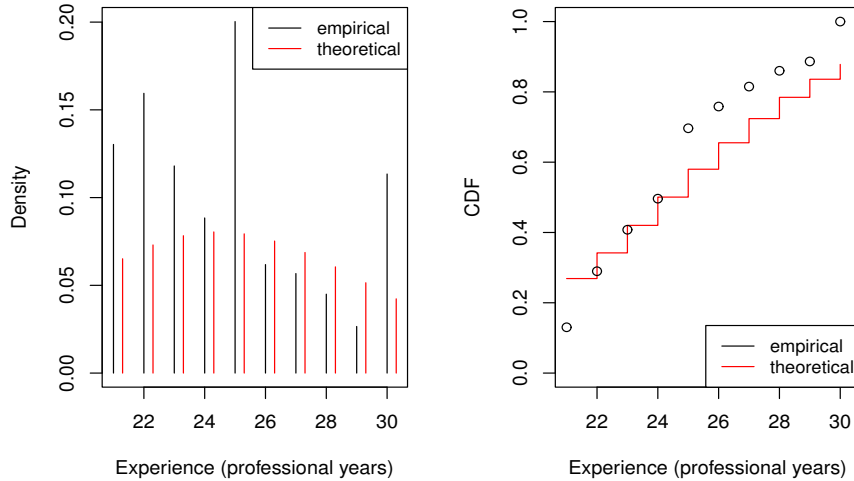 0.20
0.15
0.10
0.05
0.00
Density
empirical
theoretical
22 24 26 28 30
Experience (professional years)
1.0
0.8
0.6
0.4
0.2
0.0
CDF
empirical
theoretical
22 24 26 28 30
Experience (professional years)